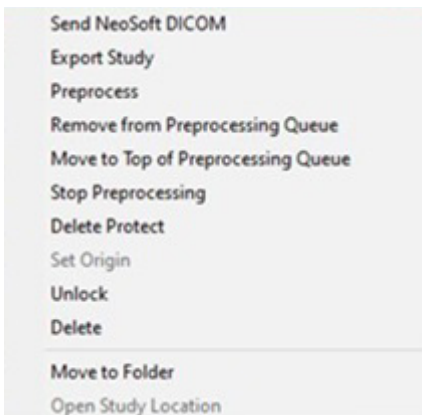 Send NeoSoft DICOM
Export Study
Preprocess
Remove from Preprocessing Queue
Move to Top of Preprocessing Queue
Stop Preprocessing
Delete Protect
Set Origin
Unlock
Delete
Move to Folder
Open Study Location